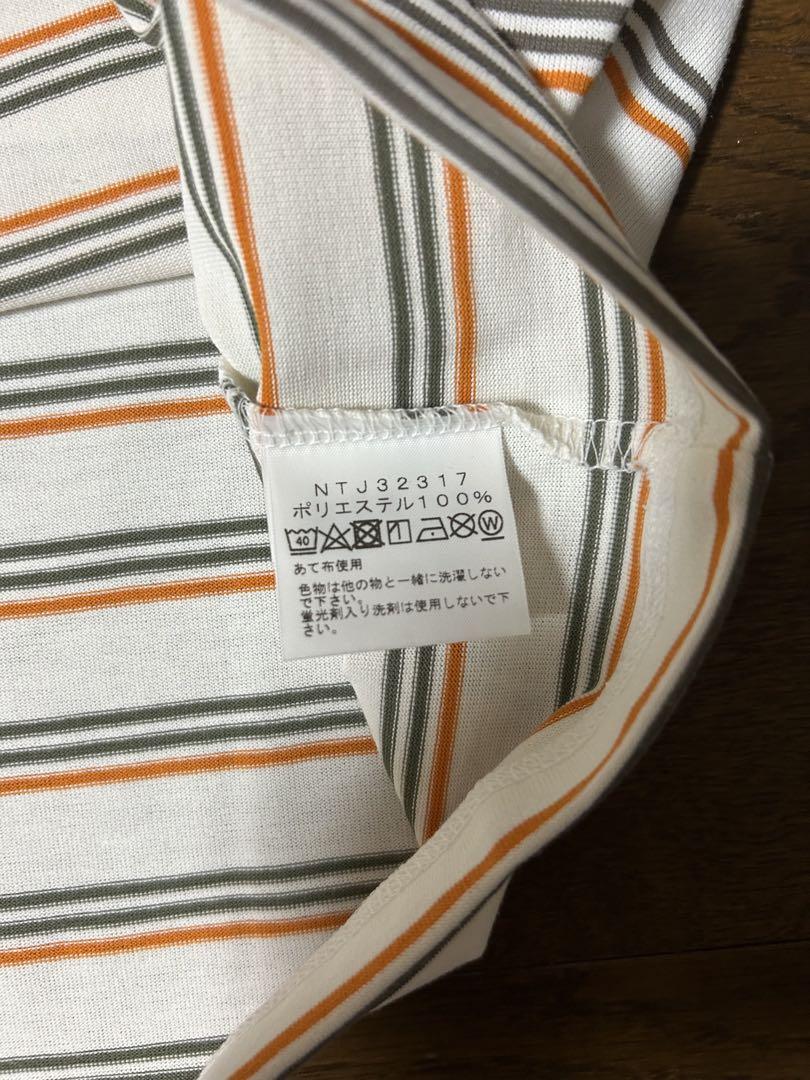 NTJ32317
ポリエステル100%
40 W
あて布使用
色物は他の物と一緒に洗濯しない
で下さい。
蛍光剤入り洗剤は使用しないで下
さい。